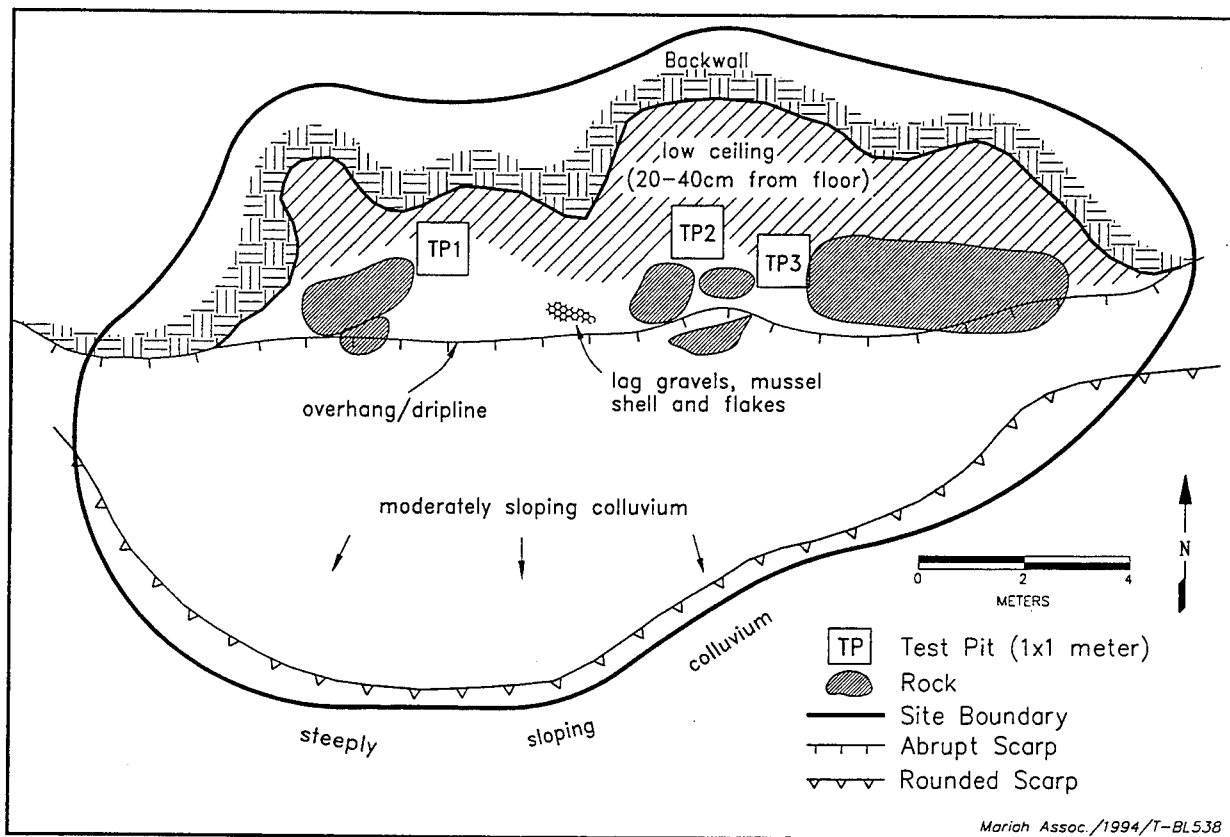 Backwall
low ceiling
(20-40cm from floor)
TP1
TP2
TP3
lag gravels, mussel
shell and flakes
overhang/dripline
moderately sloping colluvium
N
0 2 4
METERS
colluvium
sloping
steeply
TP Test Pit (1x1 meter)
Rock
Site Boundary
Abrupt Scarp
Rounded Scarp
Mariah Assoc./1994/T-BL538